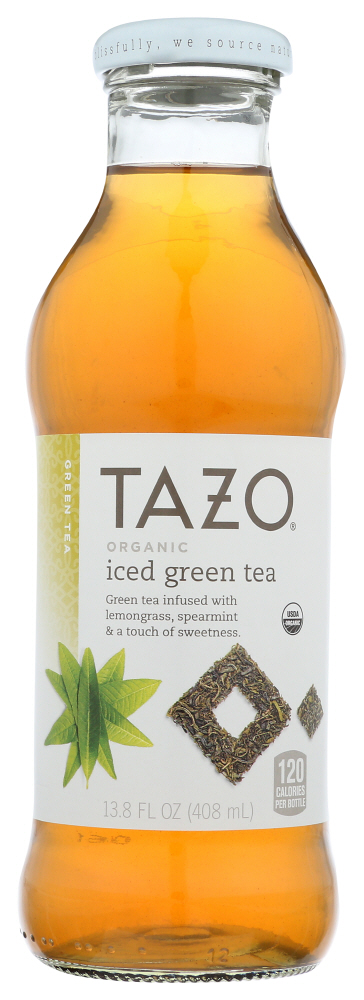 lissfully, we source
TAZO®
GREEN TEA
ORGANIC
iced green tea
Green tea infused with
lemongrass, spearmint
& a touch of sweetness.
USDA
ORGANIC
120
CALORIES
PER BOTTLE
13.8 FL OZ (408 mL)
12